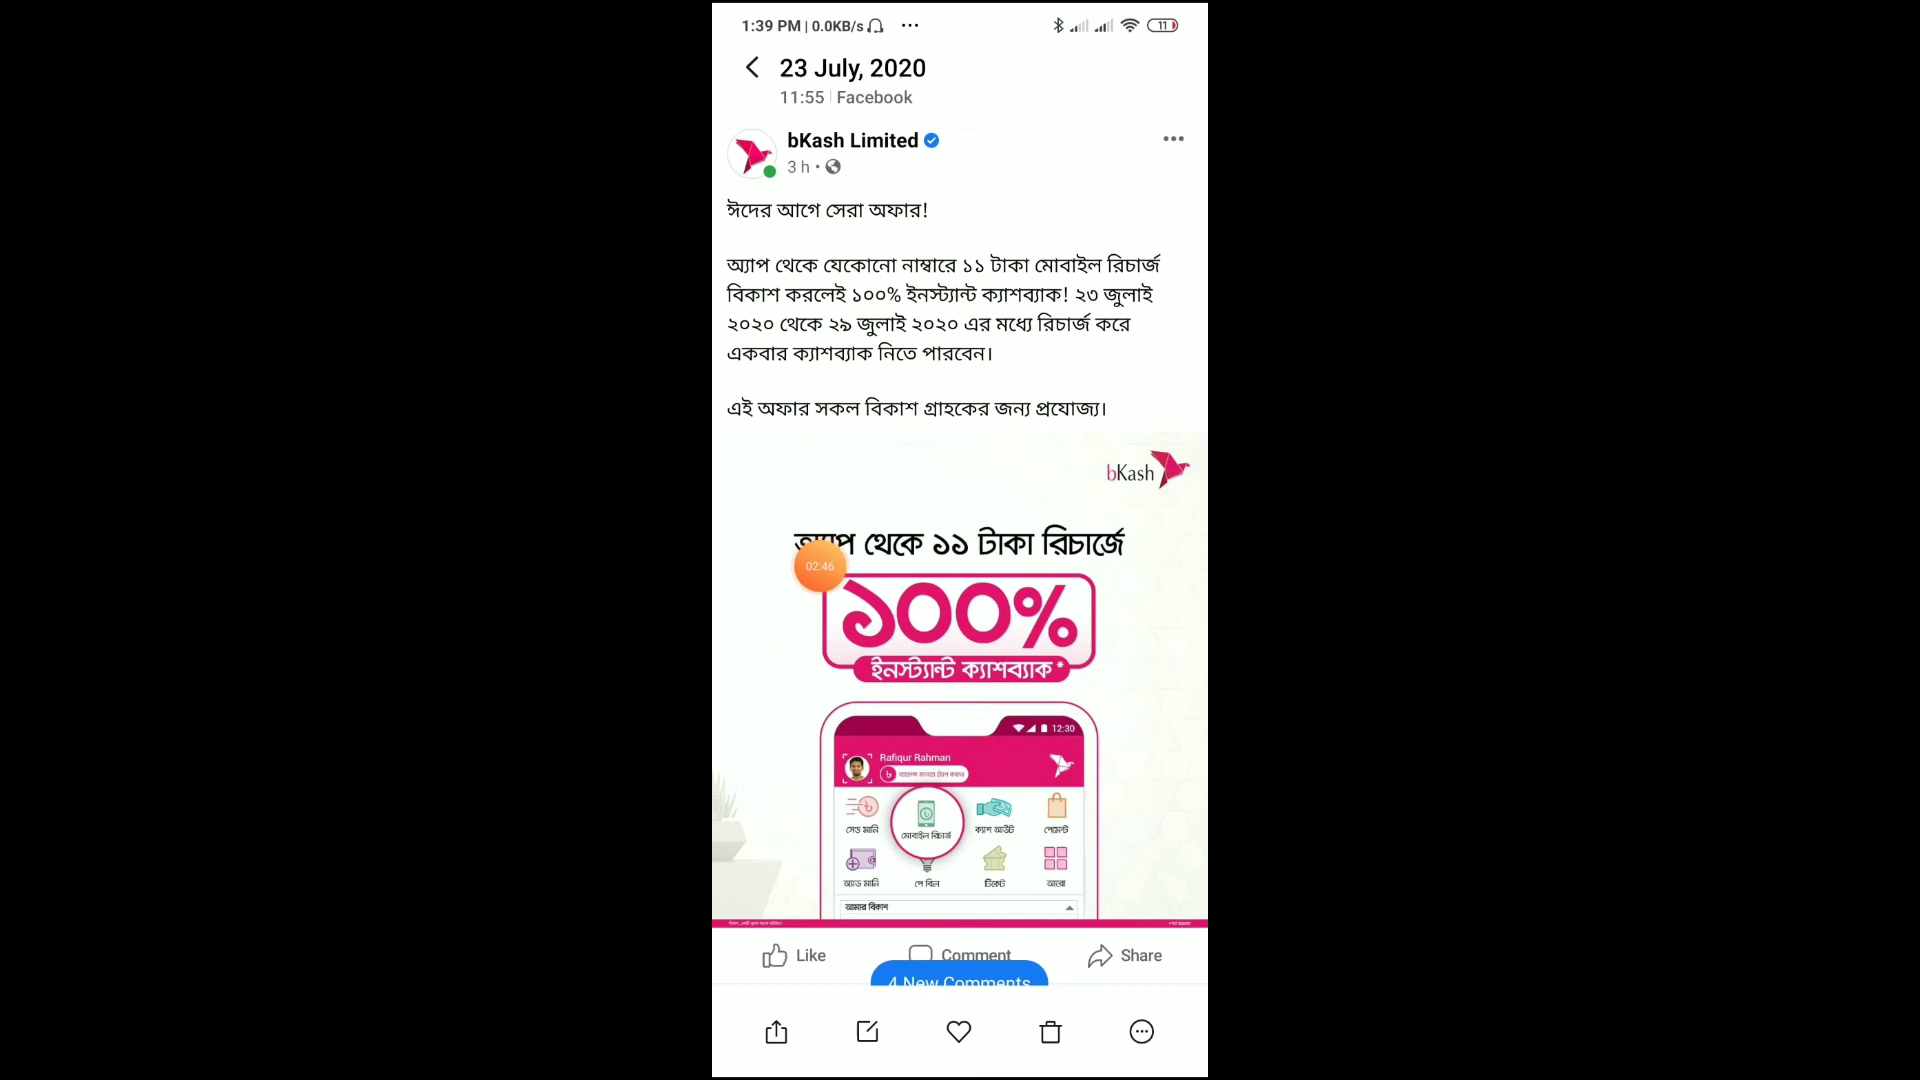 1:39 PM | 0.0KB/s
11
23 July, 2020
11:55 | Facebook
bKash Limited
3 h
ঈদের আগে সেরা অফার!
অ্যাপ থেকে যেকোনো নাম্বারে ১১ টাকা মোবাইল রিচার্জ
বিকাশ করলেই ১০০% ইনস্ট্যান্ট ক্যাশব্যাক! ২৩ জুলাই
২০২০ থেকে ২৯ জুলাই ২০২০ এর মধ্যে রিচার্জ করে
একবার ক্যাশব্যাক নিতে পারবেন।
এই অফার সকল বিকাশ গ্রাহকের জন্য প্রযোজ্য।
bKash
অ্যাপ থেকে ১১ টাকা রিচার্জে
02:46
১০০%
ইনস্ট্যান্ট ক্যাশব্যাক*
12:30
Rafiqur Rahman
সেন্ড মানি
মোবাইল রিচার্জ
ক্যাশ আউট
পেমেন্ট
অ্যাড মানি
পে বিল
টিকেট
আরো
আমার বিকাশ
Like
Comment
Share
4 New Comments